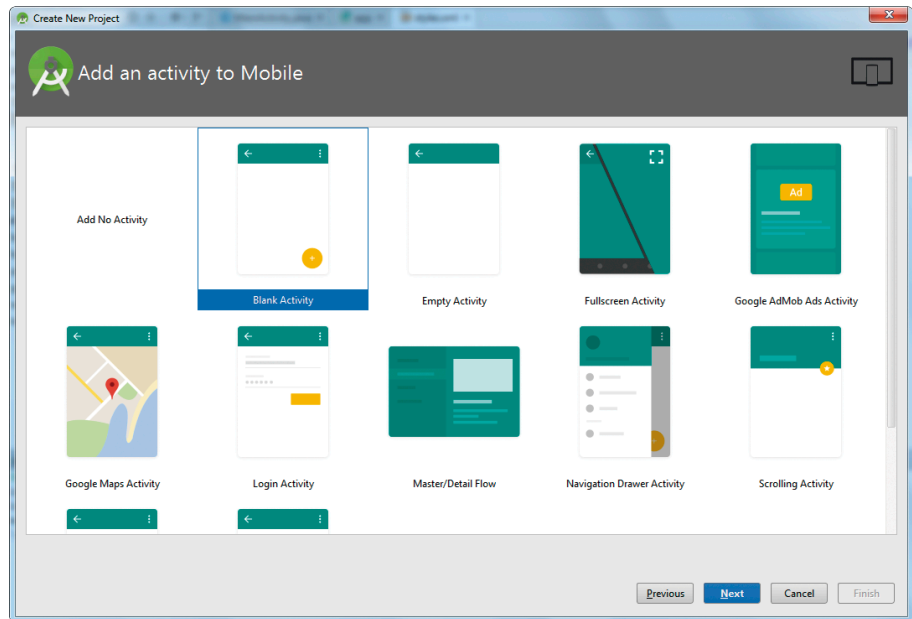 Create New Project
Add an activity to Mobile
Add No Activity
Blank Activity
Empty Activity
Ad
Fullscreen Activity
Google AdMob Ads Activity
Google Maps Activity
Login Activity
Master/Detail Flow
Navigation Drawer Activity
Scrolling Activity
Previous
Next
Cancel
Finish